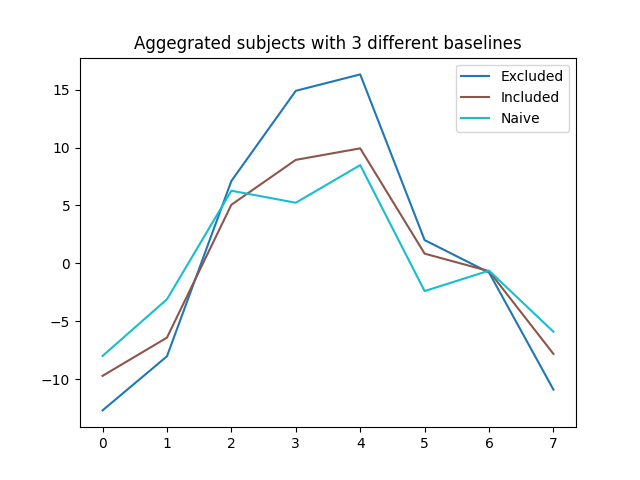 Aggegrated subjects with 3 different baselines
Excluded
Included
Naive
15
10
5
0
−5
−10
0 1 2 3 4 5 6 7